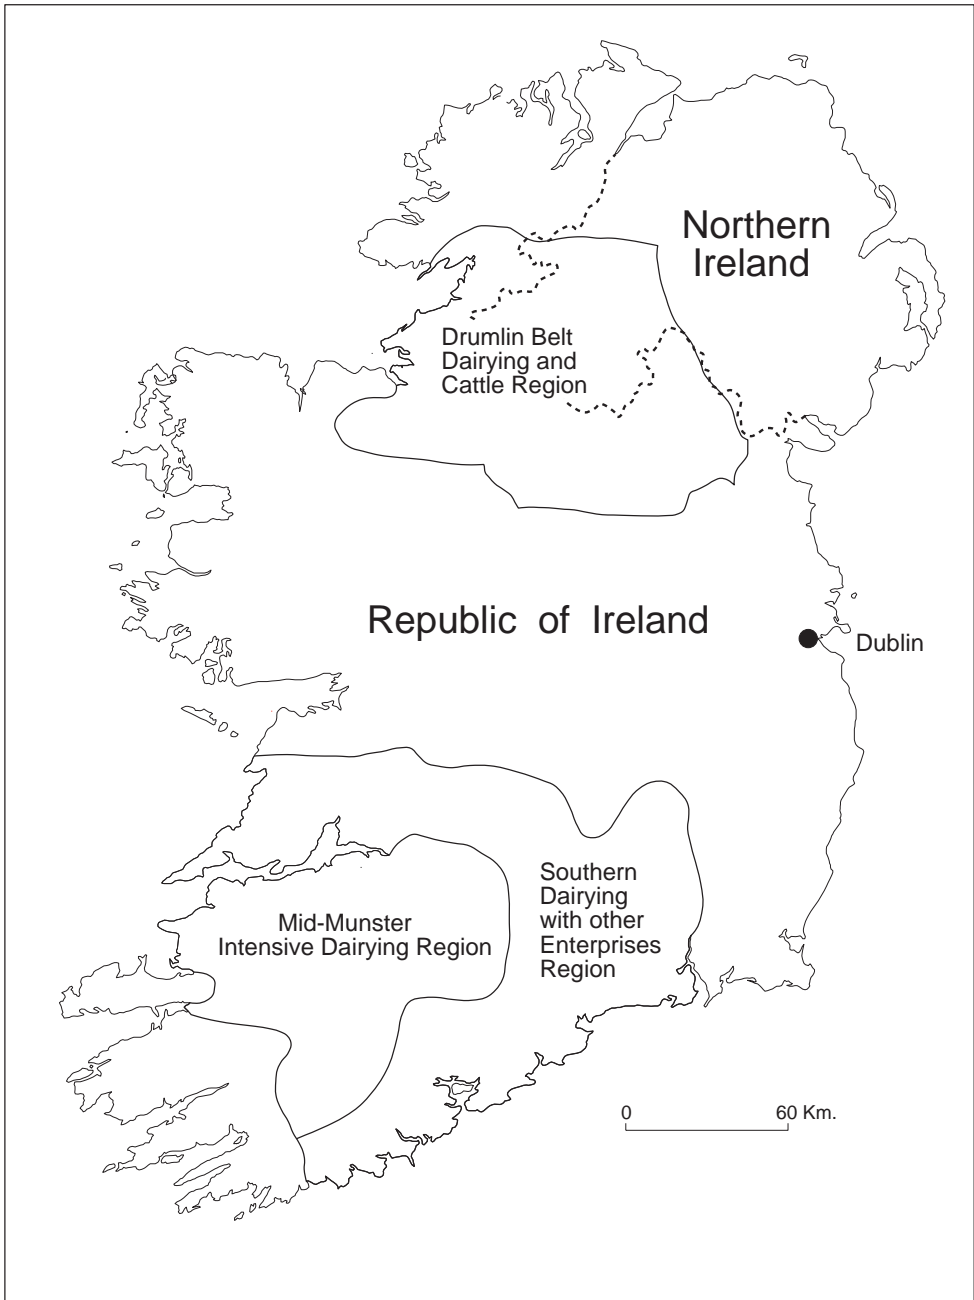 Northern
Ireland
Drumlin Belt
Dairying and
Cattle Region
Republic of Ireland
Dublin
Southern
Dairying
with other
Enterprises
Region
Mid-Munster
Intensive Dairying Region
0 60 Km.